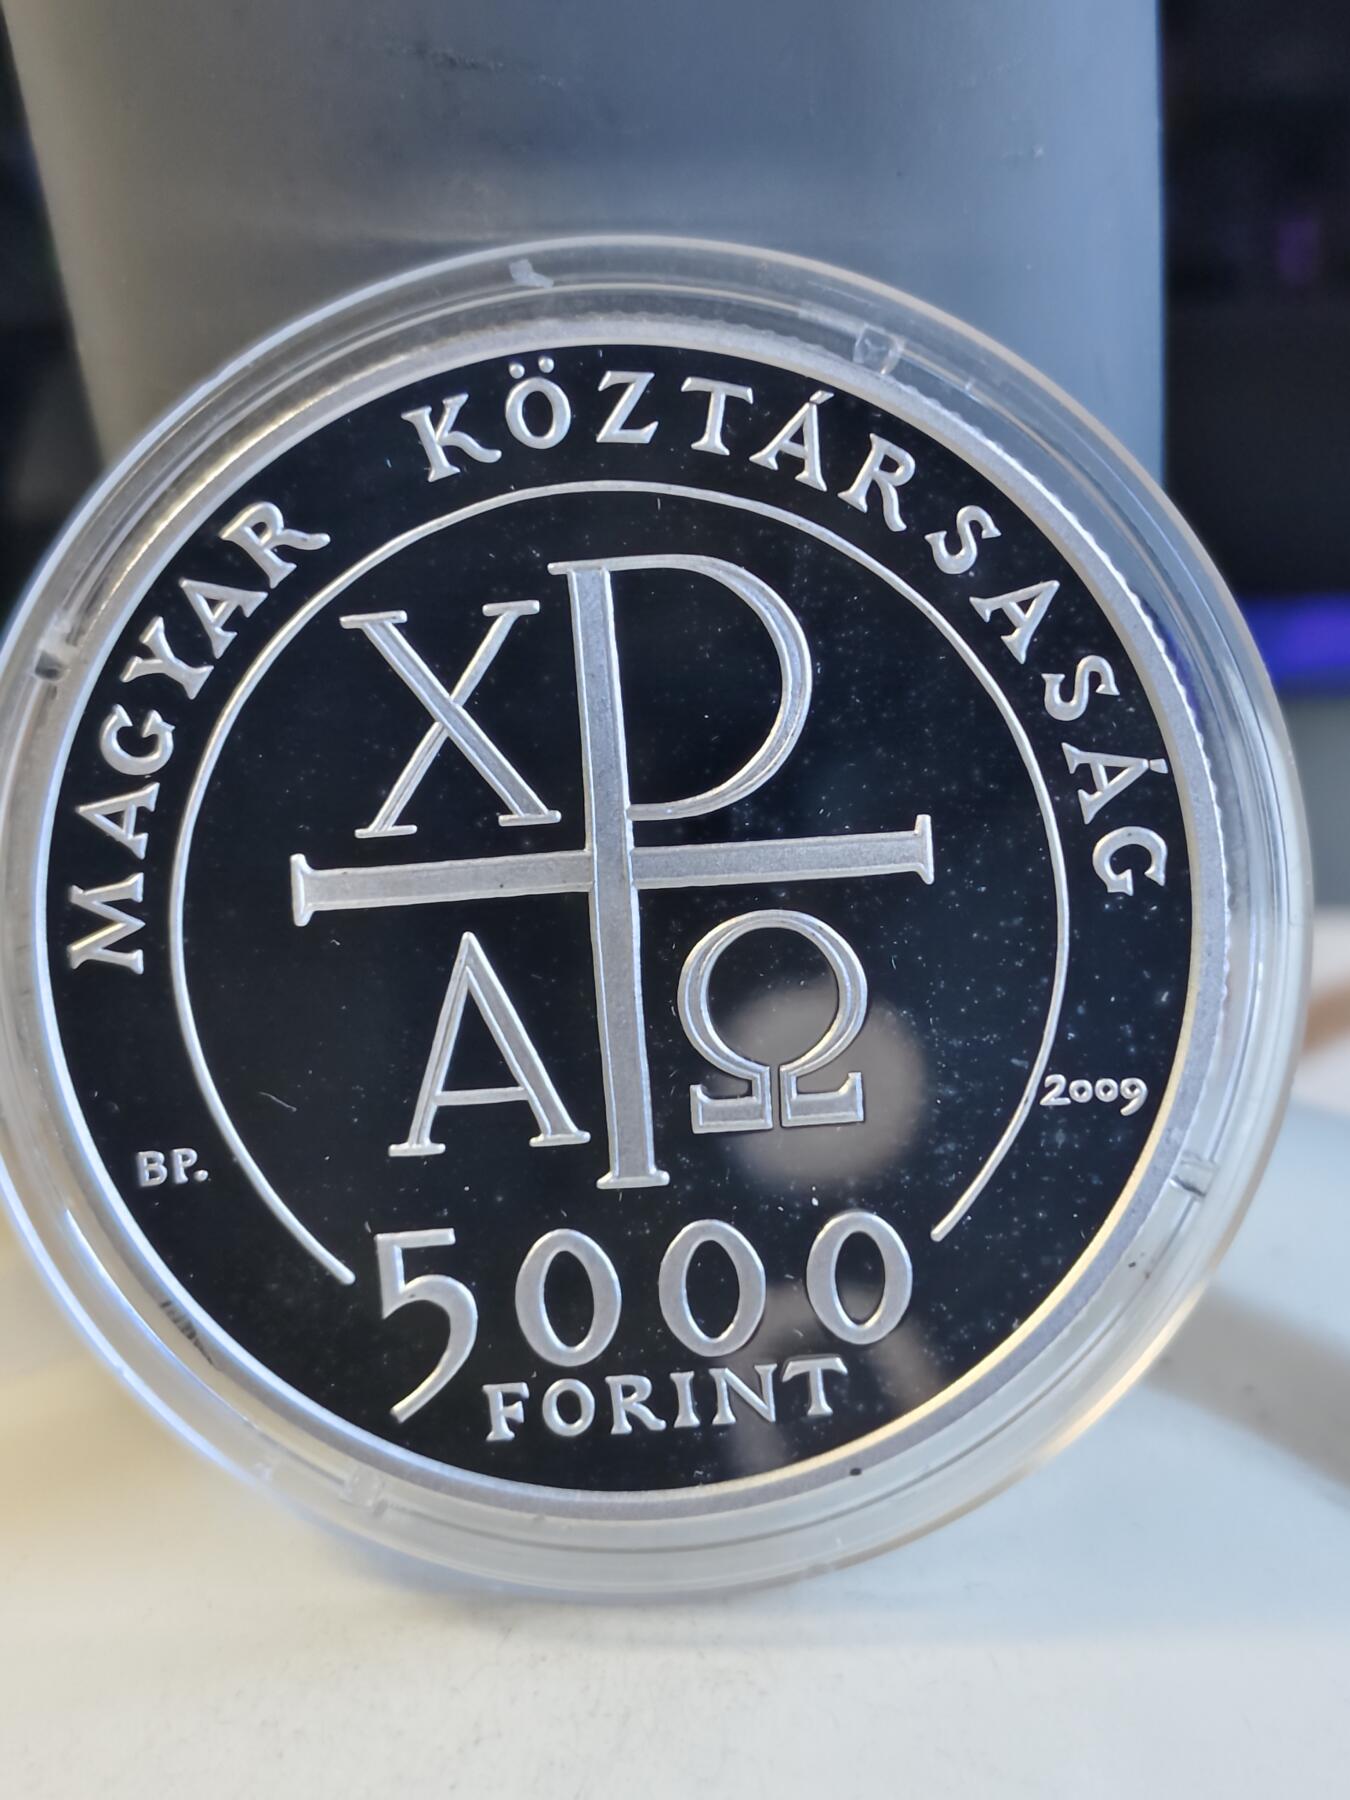 MAGYAR KÖZTÁRSASÁG
XP
AΩ
2009
BP.
5000
FORINT